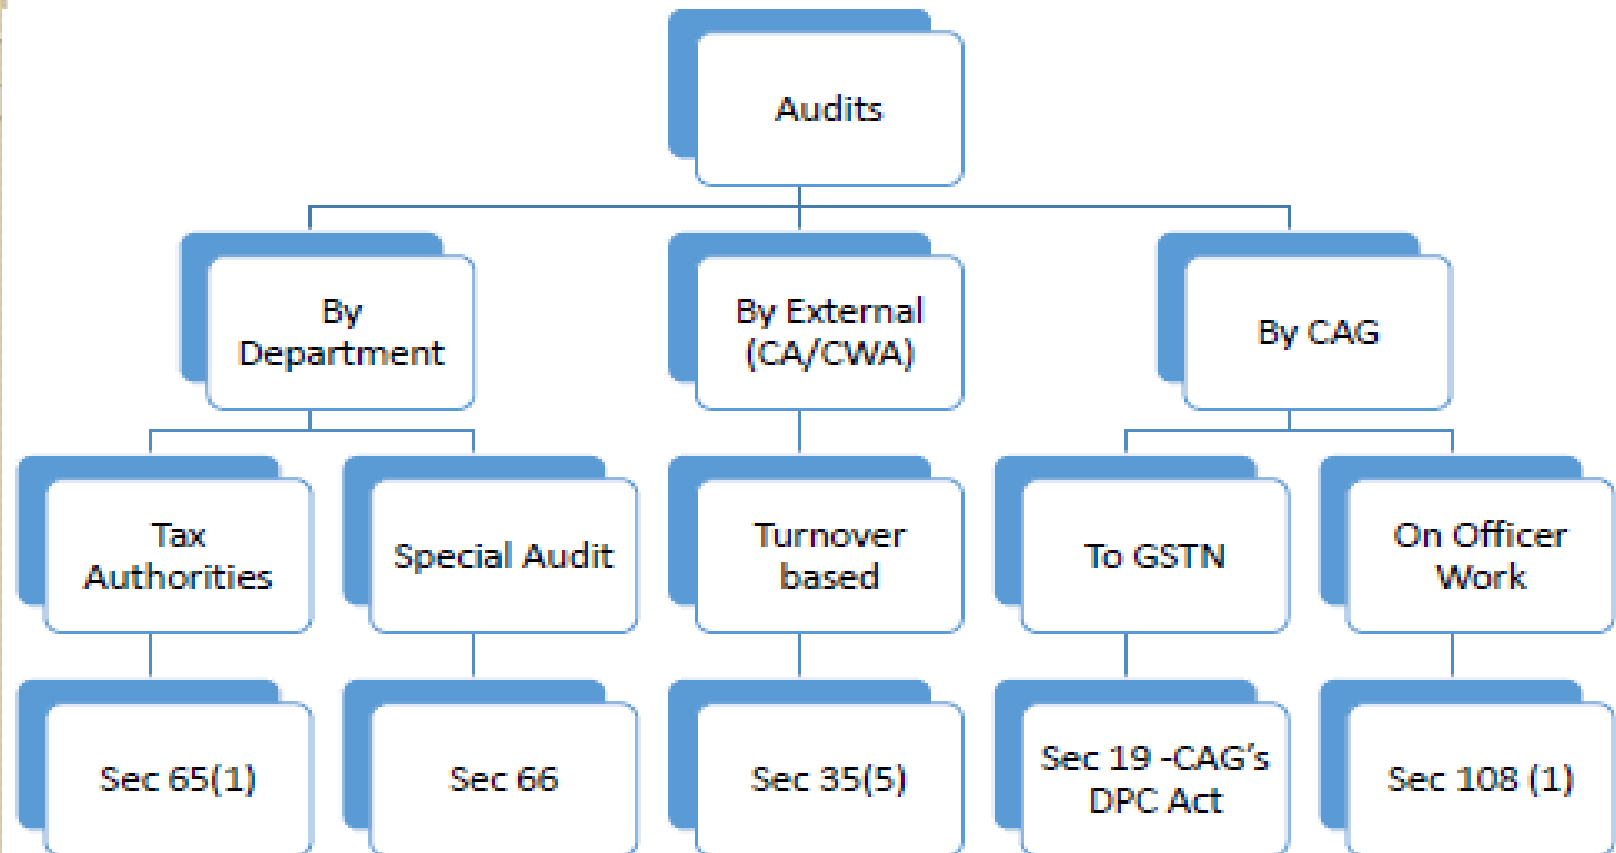 Audits
By
Department
By External
(CA/CWA)
By CAG
Tax
Authorities
Special Audit
Turnover
based
To GSTN
On Officer
Work
Sec 65(1)
Sec 66
Sec 35(5)
Sec 19 -CAG's
DPC Act
Sec 108 (1)